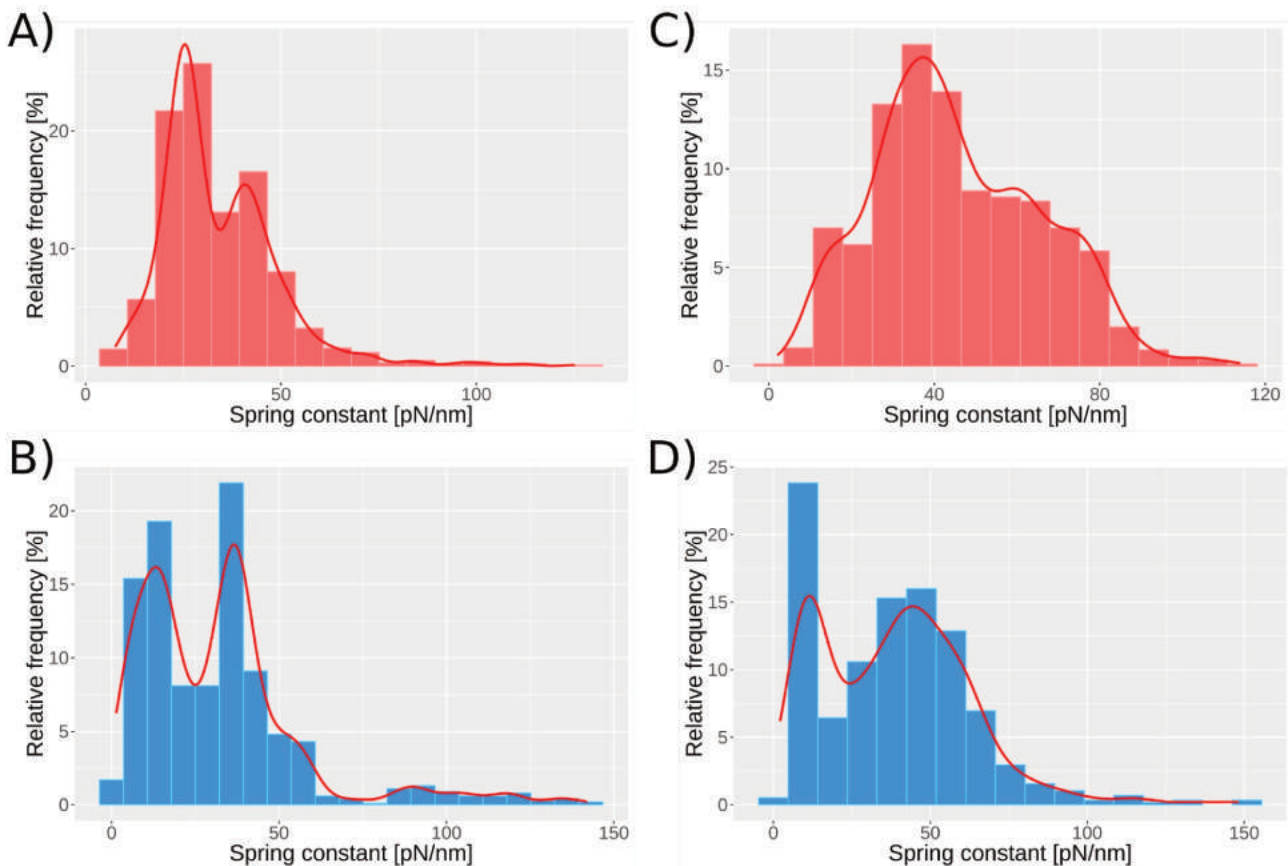 A)
Relative frequency [%]
20
10
0
0 50 100
Spring constant [pN/nm]
C)
Relative frequency [%]
15
10
5
0
0 40 80 120
Spring constant [pN/nm]
B)
Relative frequency [%]
20
15
10
5
0
0 50 100 150
Spring constant [pN/nm]
D)
Relative frequency [%]
25
20
15
10
5
0
0 50 100 150
Spring constant [pN/nm]